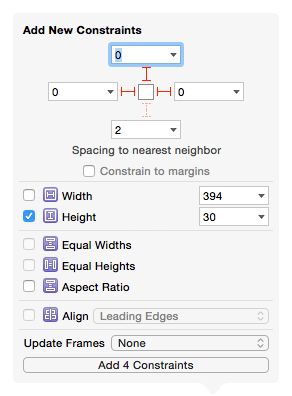 Add New Constraints
0
0 0
2
Spacing to nearest neighbor
Constrain to margins
Width 394
Height 30
Equal Widths
Equal Heights
Aspect Ratio
Align Leading Edges
Update Frames None
Add 4 Constraints